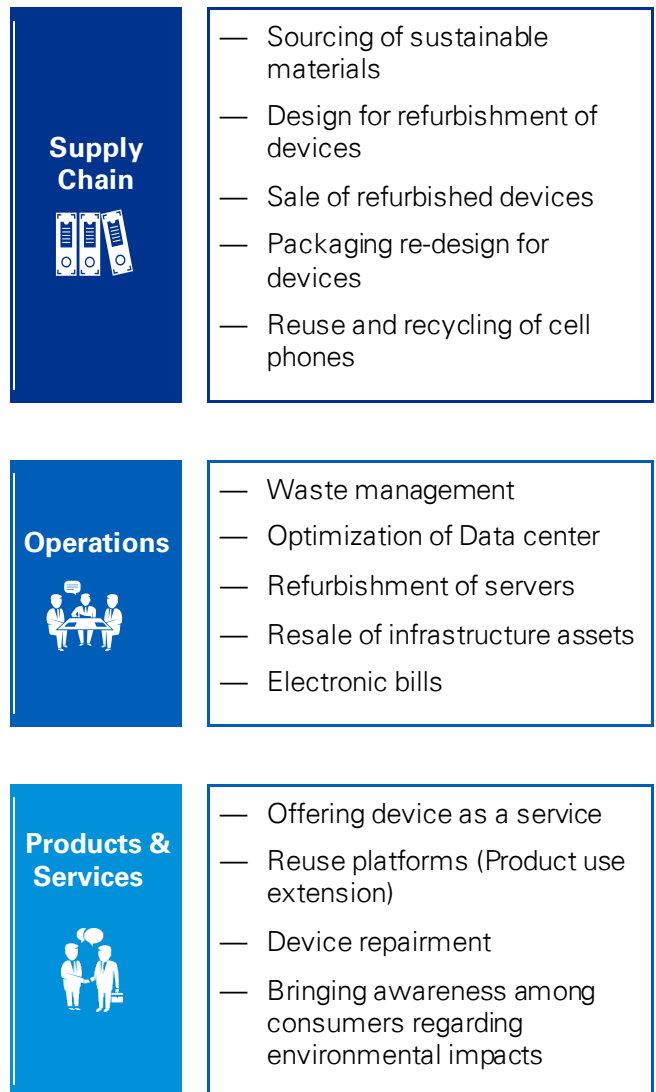 Supply
Chain
— Sourcing of sustainable
materials
— Design for refurbishment of
devices
— Sale of refurbished devices
— Packaging re-design for
devices
— Reuse and recycling of cell
phones
Operations
— Waste management
— Optimization of Data center
— Refurbishment of servers
— Resale of infrastructure assets
— Electronic bills
Products &
Services
— Offering device as a service
— Reuse platforms (Product use
extension)
— Device repairment
— Bringing awareness among
consumers regarding
environmental impacts